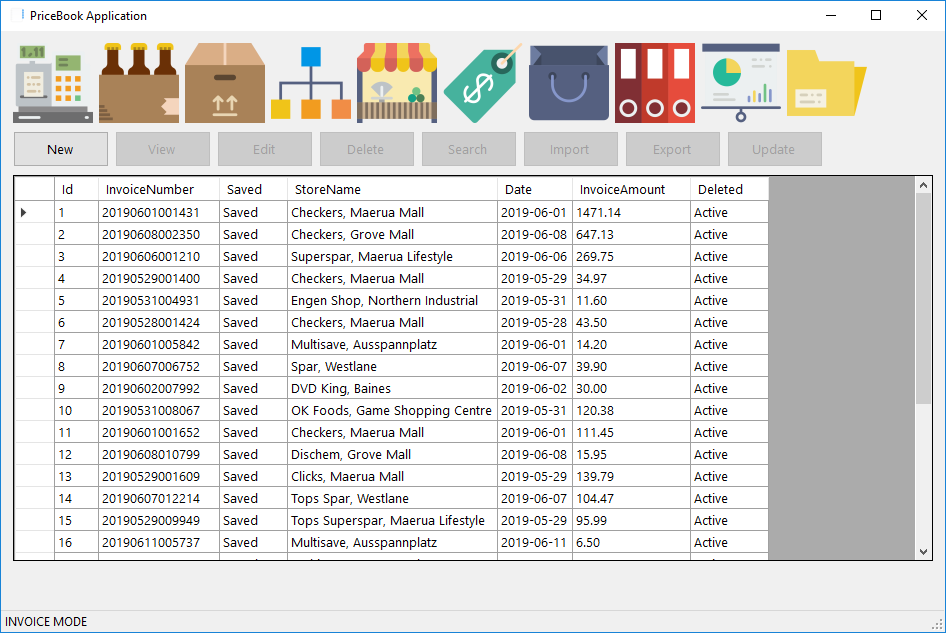 PriceBook Application
New View Edit Delete Search Import Export Update
Id InvoiceNumber Saved StoreName Date InvoiceAmount Deleted
1 20190601001431 Saved Checkers, Maerua Mall 2019-06-01 1471.14 Active
2 20190608002350 Saved Checkers, Grove Mall 2019-06-08 647.13 Active
3 20190606001210 Saved Superspar, Maerua Lifestyle 2019-06-06 269.75 Active
4 20190529001400 Saved Checkers, Maerua Mall 2019-05-29 34.97 Active
5 20190531004931 Saved Engen Shop, Northern Industrial 2019-05-31 11.60 Active
6 20190528001424 Saved Checkers, Maerua Mall 2019-05-28 43.50 Active
7 20190601005842 Saved Multisave, Ausspannplatz 2019-06-01 14.20 Active
8 20190607006752 Saved Spar, Westlane 2019-06-07 39.90 Active
9 20190602007992 Saved DVD King, Baines 2019-06-02 30.00 Active
10 20190531008067 Saved OK Foods, Game Shopping Centre 2019-05-31 120.38 Active
11 20190601001652 Saved Checkers, Maerua Mall 2019-06-01 111.45 Active
12 20190608010799 Saved Dischem, Grove Mall 2019-06-08 15.95 Active
13 20190529001609 Saved Clicks, Maerua Mall 2019-05-29 139.79 Active
14 20190607012214 Saved Tops Spar, Westlane 2019-06-07 104.47 Active
15 20190529009949 Saved Tops Superspar, Maerua Lifestyle 2019-05-29 95.99 Active
16 20190611005737 Saved Multisave, Ausspannplatz 2019-06-11 6.50 Active
INVOICE MODE